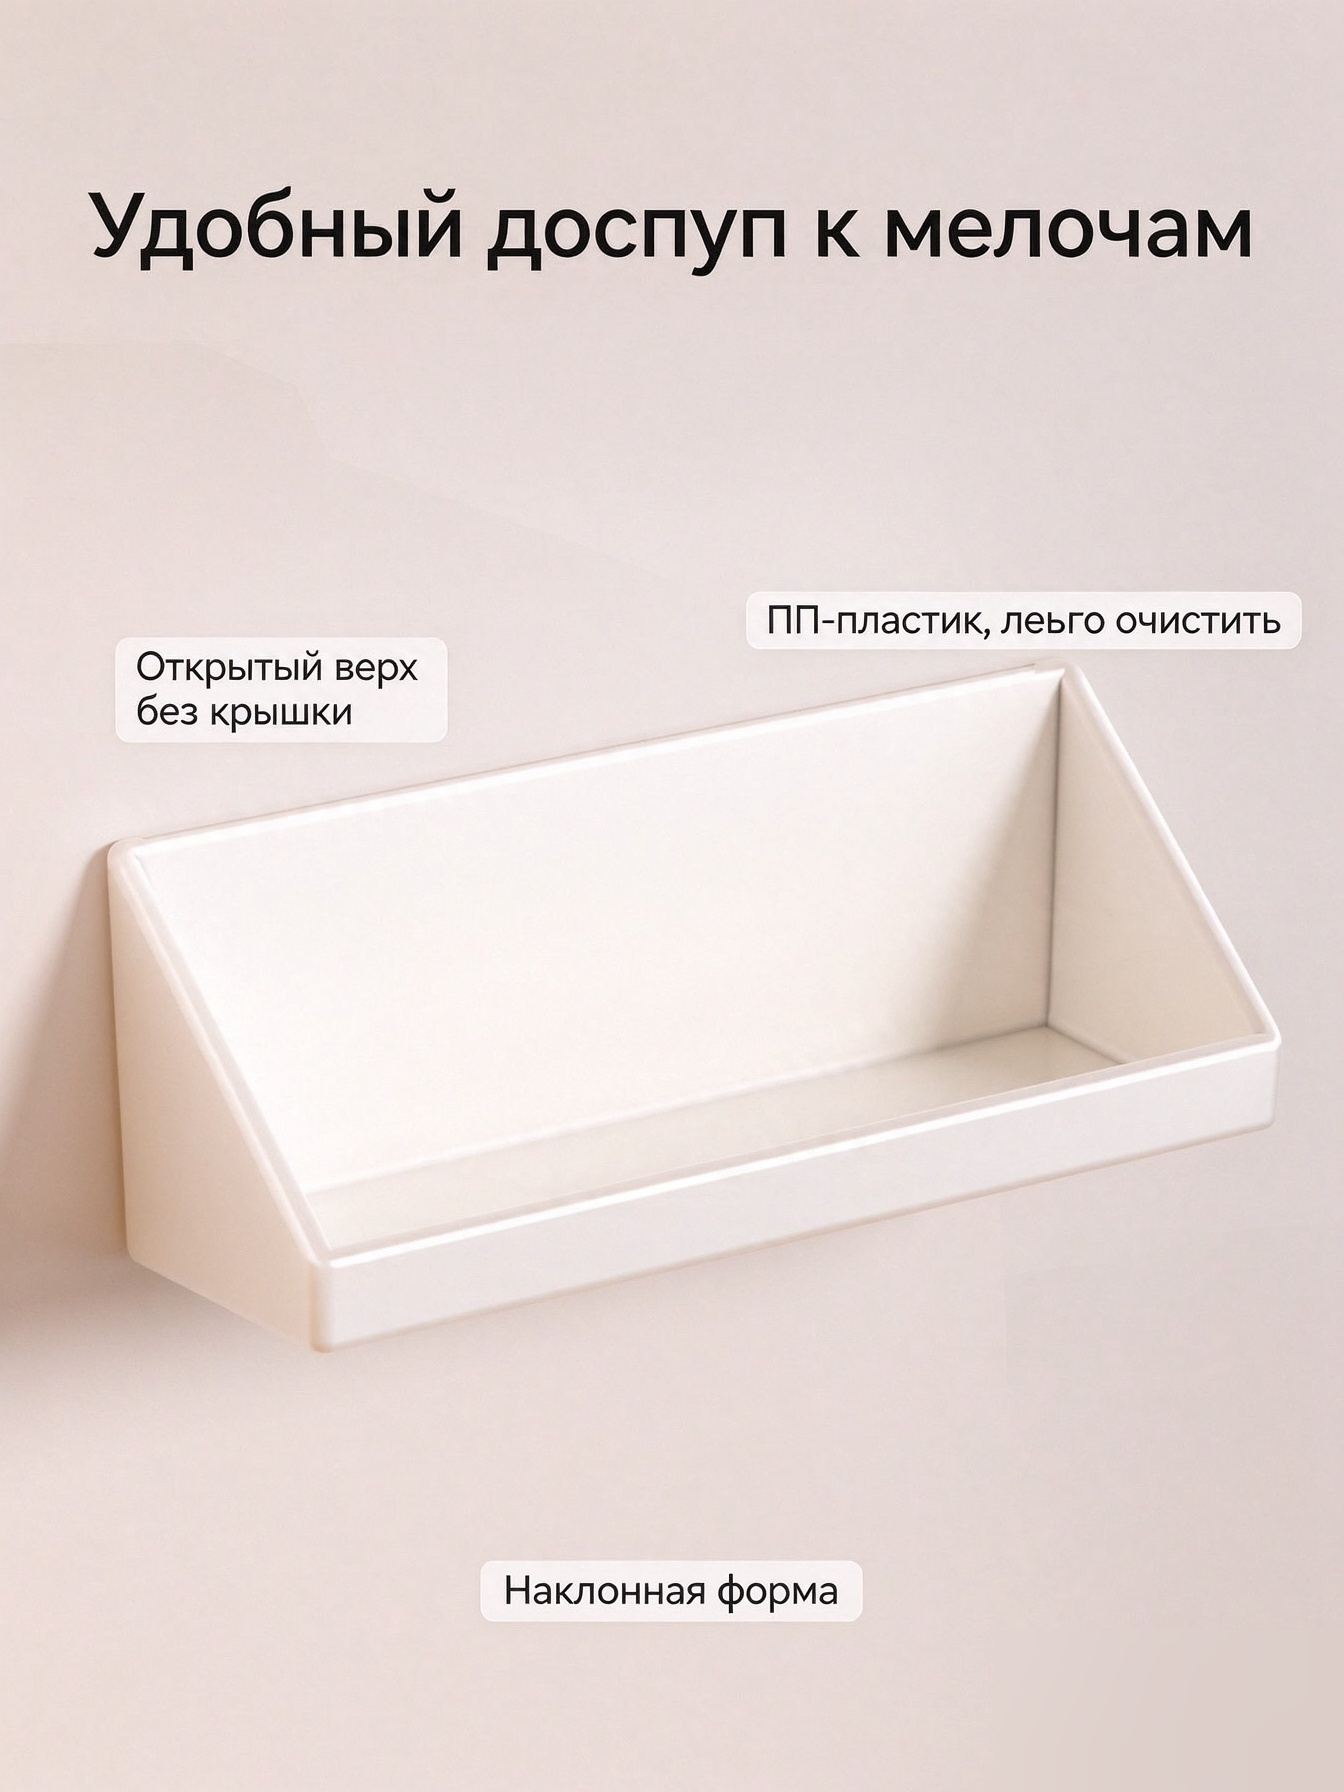 Удобный доспуп к мелочам
ПП-пластик, леьго очистить
Открытый верх
без крышки
Наклонная форма